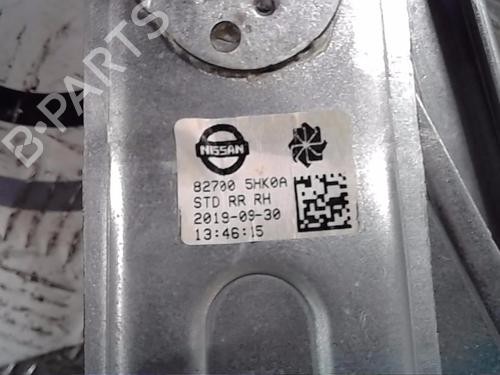 B-PARTS
NISSAN
82700 5HK0A
STD RR RH
2019-09-30
13:46:15